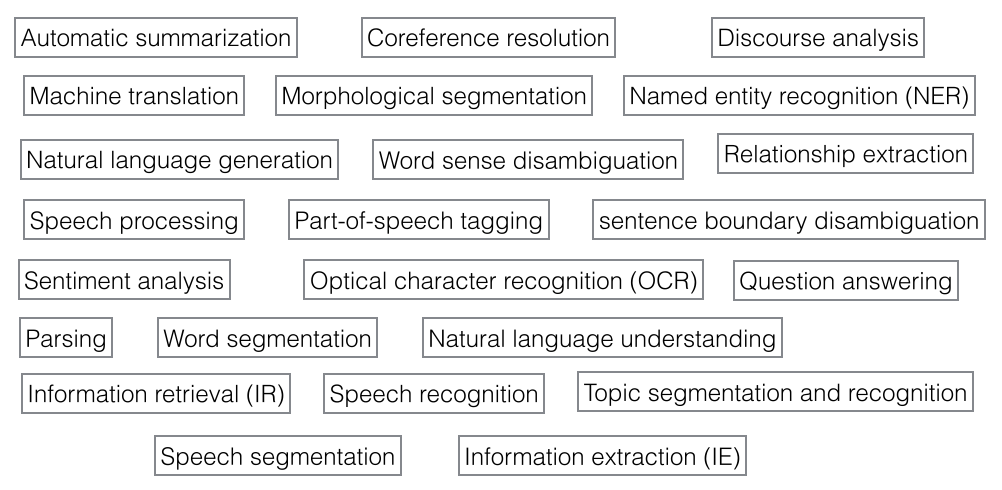 Automatic summarization
Coreference resolution
Discourse analysis
Machine translation
Morphological segmentation
Named entity recognition (NER)
Natural language generation
Word sense disambiguation
Relationship extraction
Speech processing
Part-of-speech tagging
sentence boundary disambiguation
Sentiment analysis
Optical character recognition (OCR)
Question answering
Parsing
Word segmentation
Natural language understanding
Information retrieval (IR)
Speech recognition
Topic segmentation and recognition
Speech segmentation
Information extraction (IE)